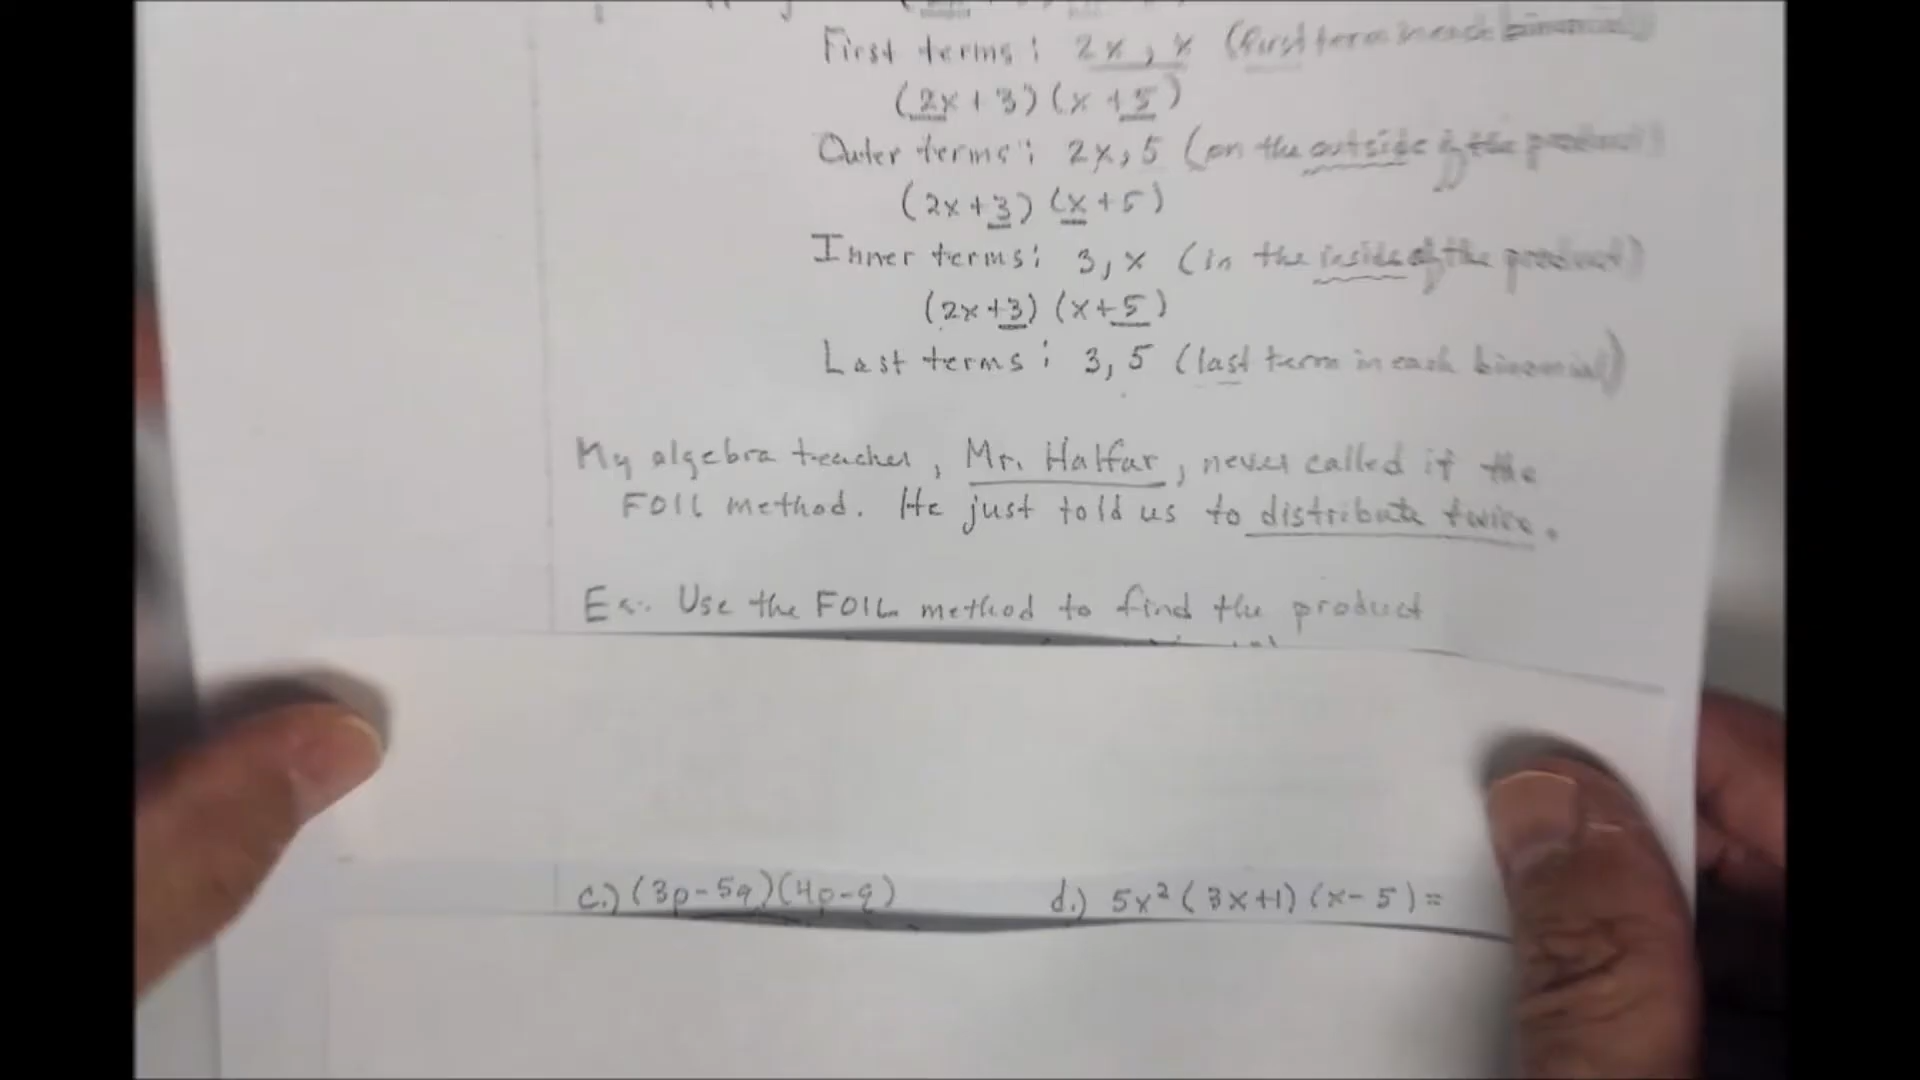 First terms: 2x, x (first term in each binomial)
(2x + 3) (x + 5)
Outer terms: 2x, 5 (on the outside of the product)
(2x + 3) (x + 5)
Inner terms: 3, x (in the inside of the product)
(2x + 3) (x + 5)
Last terms: 3, 5 (last term in each binomial)
My algebra teacher, Mr. Halfar, never called it the
FOIL method. He just told us to distribute twice.
Ex: Use the FOIL method to find the product
c.) (3p - 5q)(4p - q) d.) 5x² (3x + 1) (x - 5) =